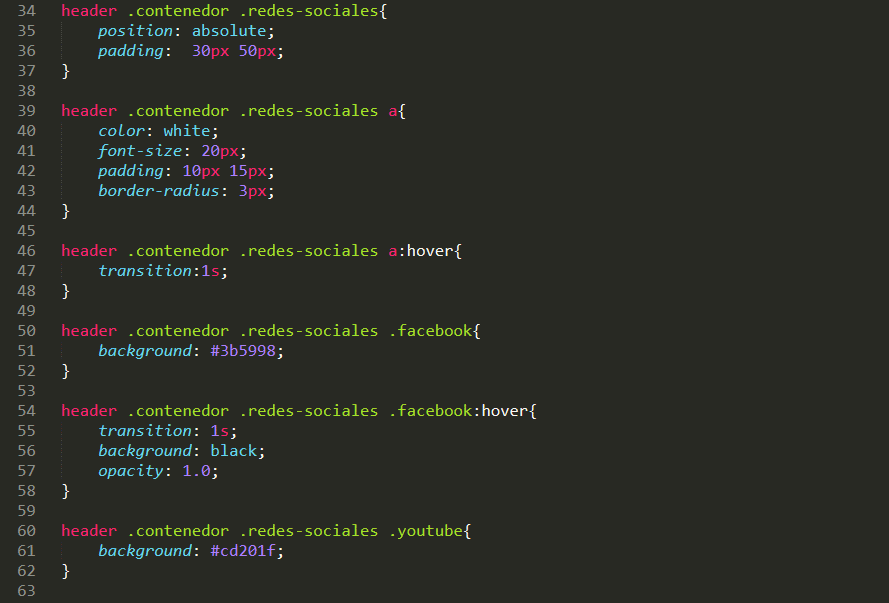 34 header .contenedor .redes-sociales{
35     position: absolute;
36     padding:  30px 50px;
37 }
38
39 header .contenedor .redes-sociales a{
40     color: white;
41     font-size: 20px;
42     padding: 10px 15px;
43     border-radius: 3px;
44 }
45
46 header .contenedor .redes-sociales a:hover{
47     transition:1s;
48 }
49
50 header .contenedor .redes-sociales .facebook{
51     background: #3b5998;
52 }
53
54 header .contenedor .redes-sociales .facebook:hover{
55     transition: 1s;
56     background: black;
57     opacity: 1.0;
58 }
59
60 header .contenedor .redes-sociales .youtube{
61     background: #cd201f;
62 }
63